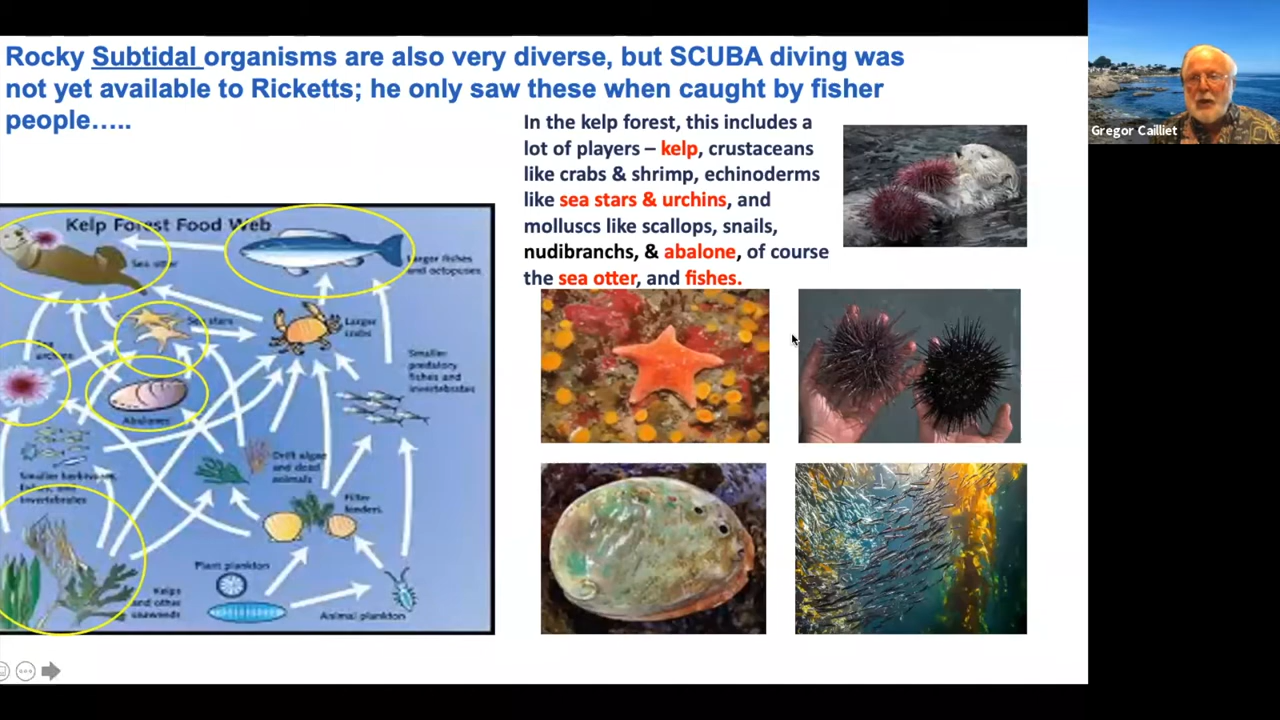 Rocky Subtidal organisms are also very diverse, but SCUBA diving was
not yet available to Ricketts; he only saw these when caught by fisher
people.....
Gregor Cailliet
In the kelp forest, this includes a
lot of players – kelp, crustaceans
like crabs & shrimp, echinoderms
like sea stars & urchins, and
molluscs like scallops, snails,
nudibranchs, & abalone, of course
the sea otter, and fishes.
Kelp Forest Food Web
Sea otter
Larger fishes
and octopuses
Sea stars
Larger
crabs
Smaller
predatory
fishes and
invertebrates
Abalones
Drift algae
and dead
animals
Smaller herbivorous
invertebrates
Filter
feeders
Plant plankton
Kelps
and other
seaweeds
Animal plankton